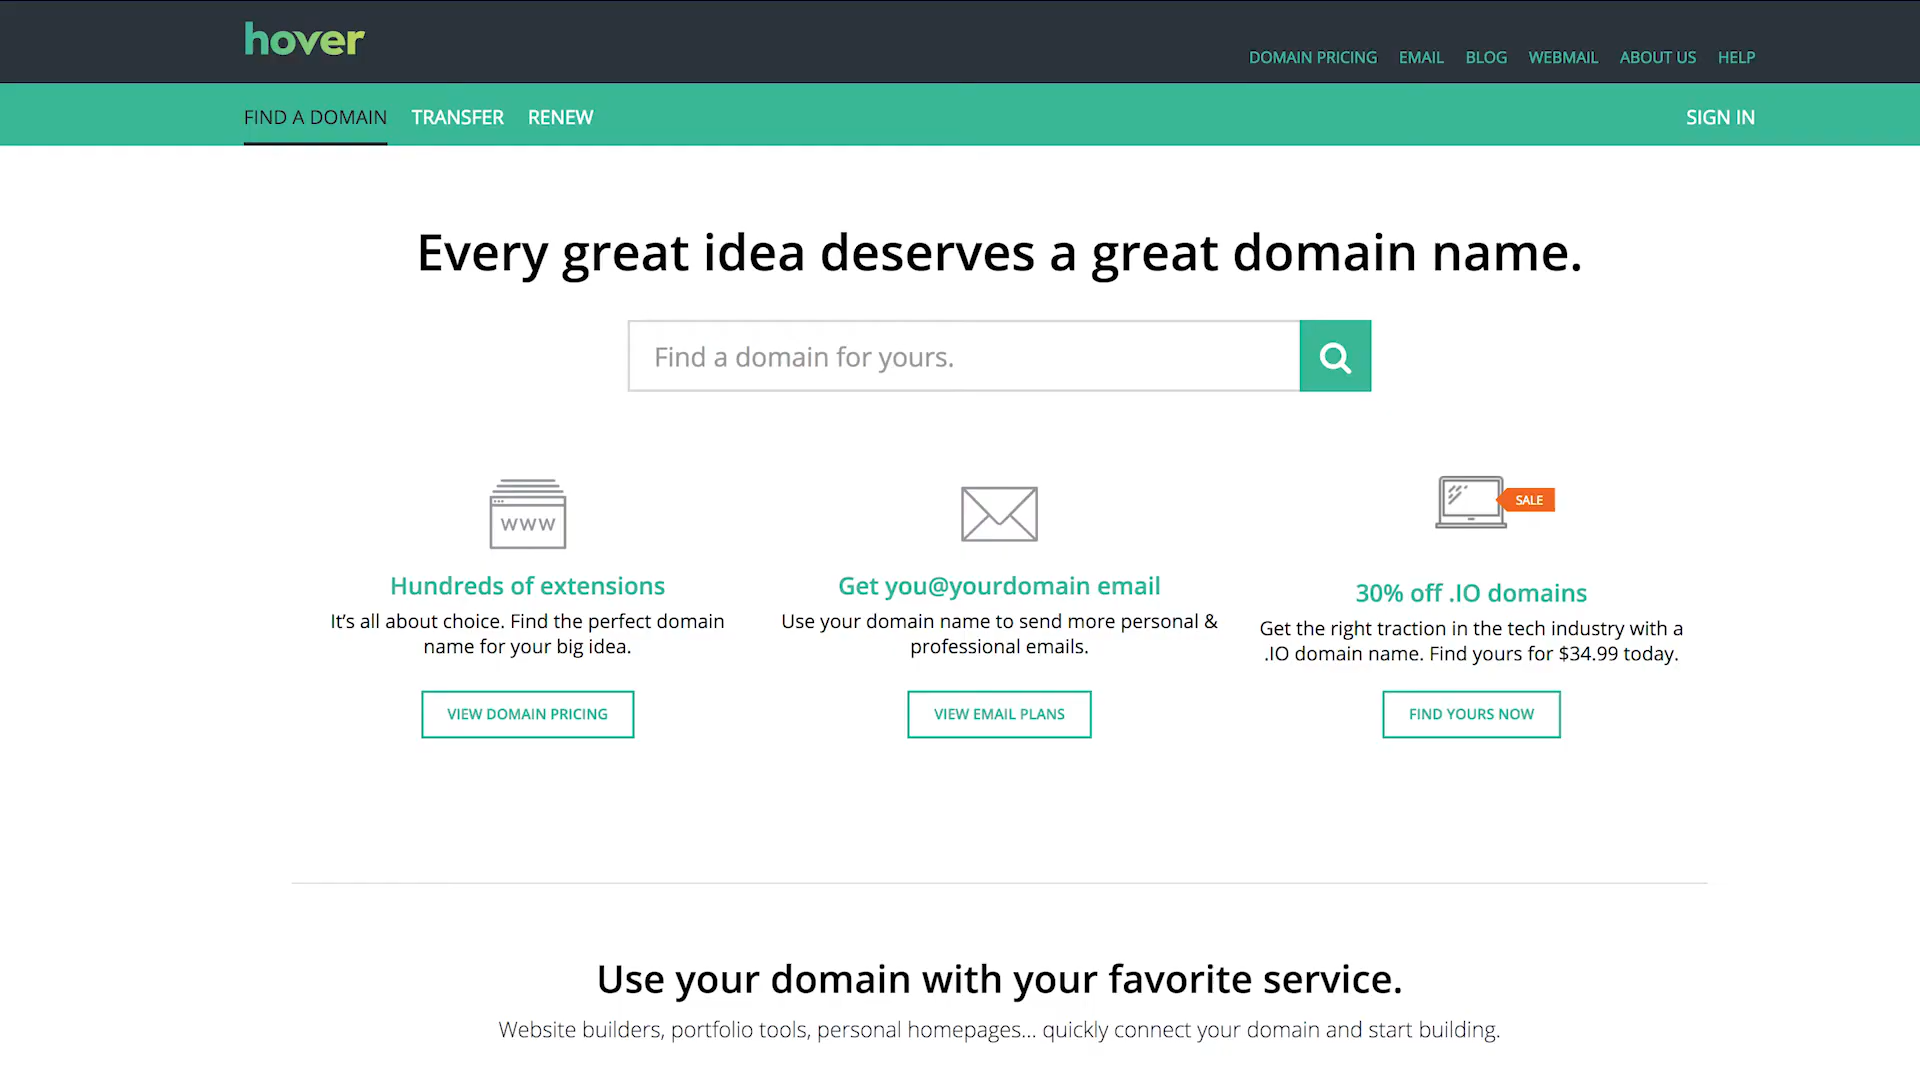 hover
DOMAIN PRICING EMAIL BLOG WEBMAIL ABOUT US HELP
FIND A DOMAIN TRANSFER RENEW SIGN IN
Every great idea deserves a great domain name.
Find a domain for yours.
WWW
SALE
Hundreds of extensions
It’s all about choice. Find the perfect domain
name for your big idea.
VIEW DOMAIN PRICING
Get you@yourdomain email
Use your domain name to send more personal &
professional emails.
VIEW EMAIL PLANS
30% off .IO domains
Get the right traction in the tech industry with a
.IO domain name. Find yours for $34.99 today.
FIND YOURS NOW
Use your domain with your favorite service.
Website builders, portfolio tools, personal homepages... quickly connect your domain and start building.